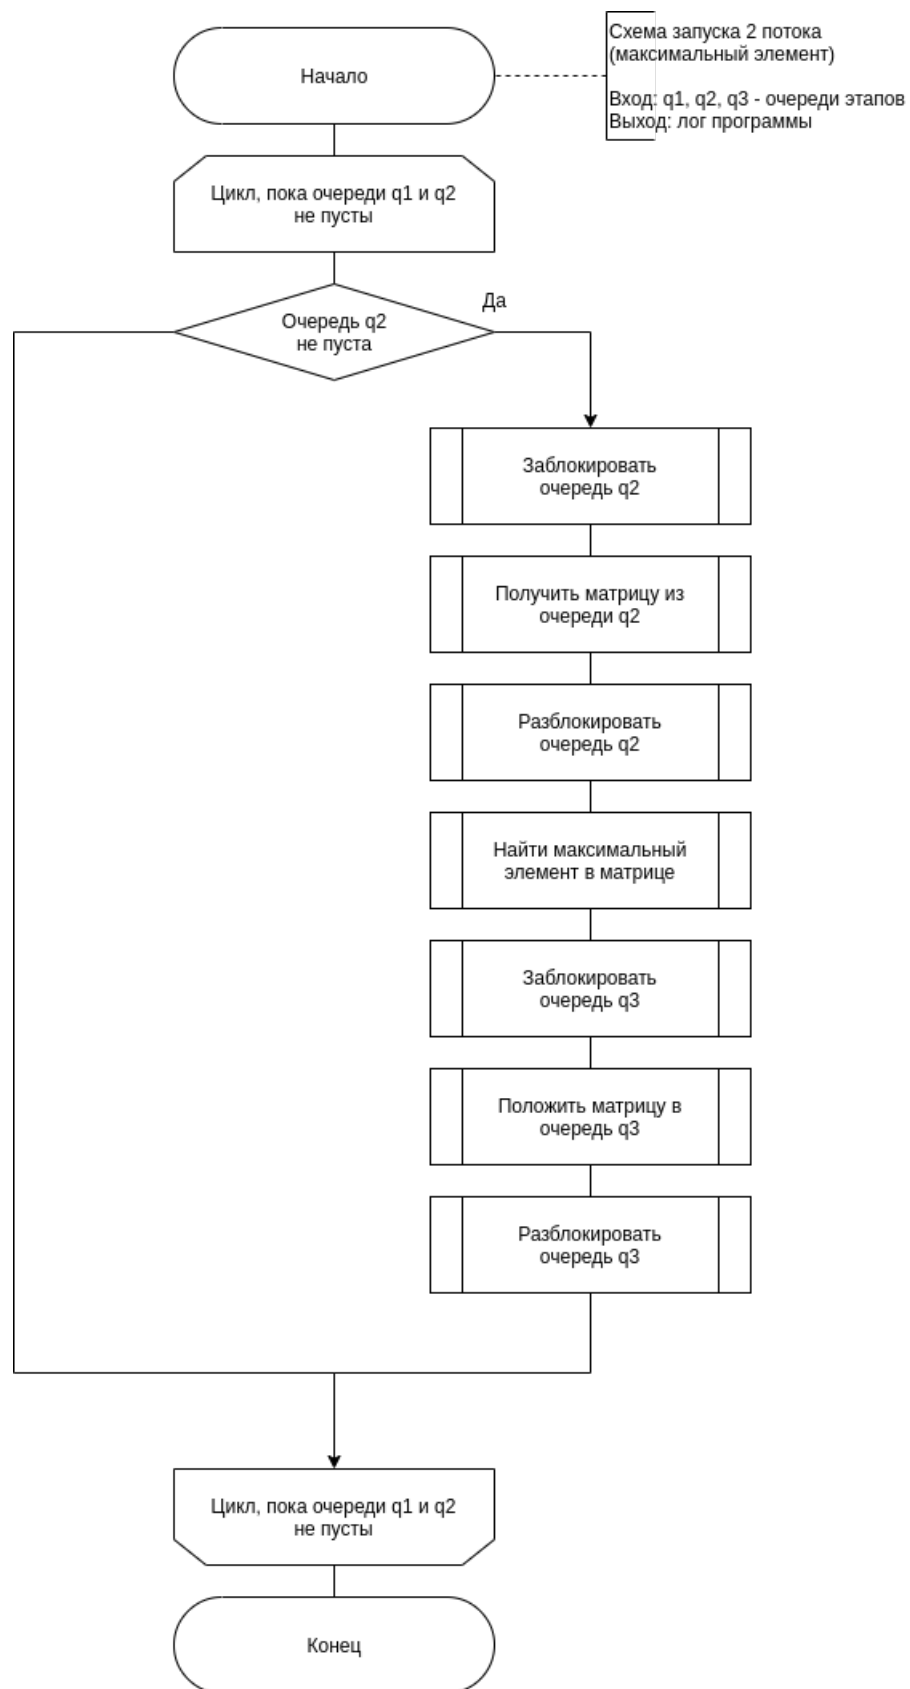 Схема запуска 2 потока
(максимальный элемент)
Вход: q1, q2, q3 - очереди этапов
Выход: лог программы
Начало
Цикл, пока очереди q1 и q2
не пусты
Очередь q2
не пуста
Да
Заблокировать
очередь q2
Получить матрицу из
очереди q2
Разблокировать
очередь q2
Найти максимальный
элемент в матрице
Заблокировать
очередь q3
Положить матрицу в
очередь q3
Разблокировать
очередь q3
Цикл, пока очереди q1 и q2
не пусты
Конец